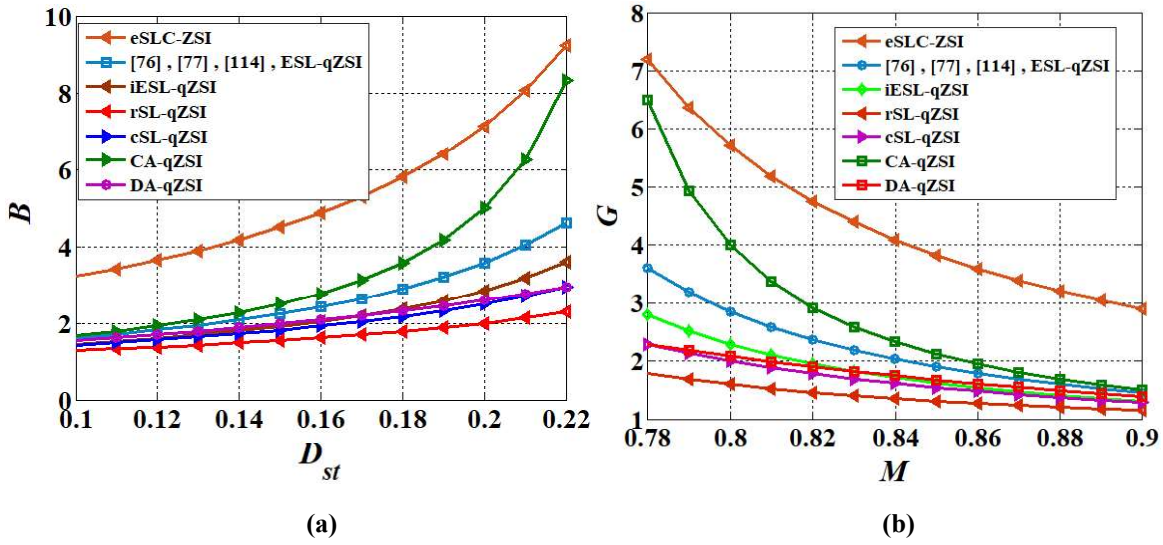 10
8
6
4
2
0
B
eSLC-ZSI
[76] , [77] , [114] , ESL-qZSI
iESL-qZSI
rSL-qZSI
cSL-qZSI
CA-qZSI
DA-qZSI
0.1 0.12 0.14 0.16 0.18 0.2 0.22
D_st
(a)
8
7
6
5
4
3
2
1
G
eSLC-ZSI
[76] , [77] , [114] , ESL-qZSI
iESL-qZSI
rSL-qZSI
cSL-qZSI
CA-qZSI
DA-qZSI
0.78 0.8 0.82 0.84 0.86 0.88 0.9
M
(b)